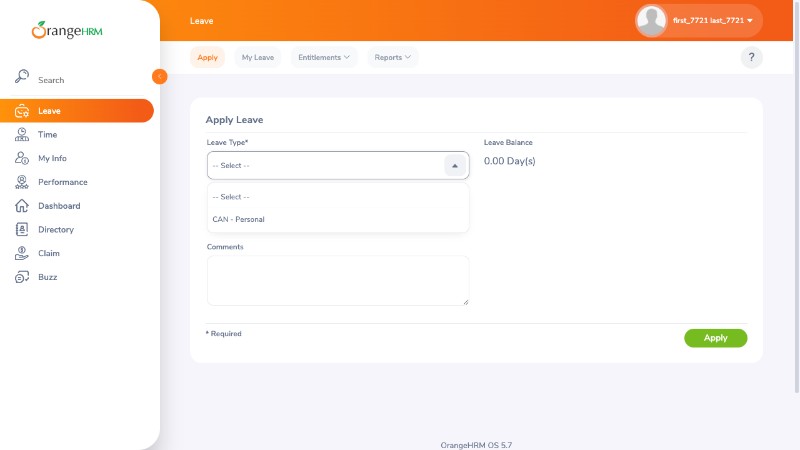 OrangeHRM
Search
Leave
Time
My Info
Performance
Dashboard
Directory
Claim
Buzz
Leave
first_7721 last_7721
Apply
My Leave
Entitlements
Reports
?
Apply Leave
Leave Type*
Leave Balance
-- Select --
0.00 Day(s)
-- Select --
CAN - Personal
Comments
* Required
Apply
OrangeHRM OS 5.7